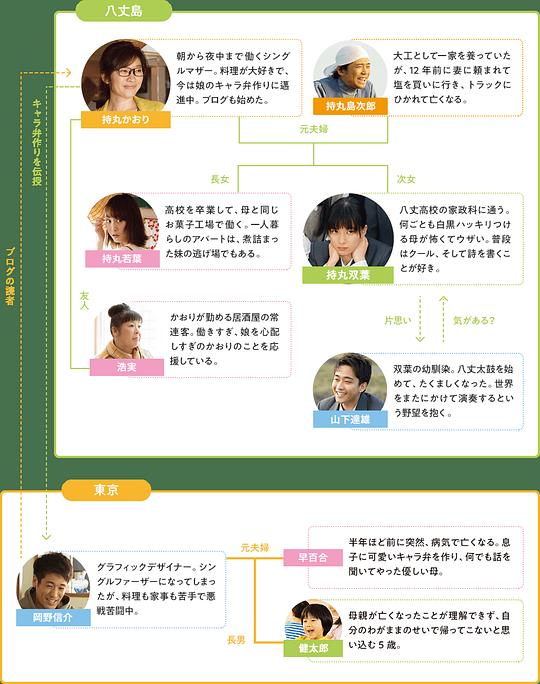 八丈島
朝から夜中まで働くシング
ルマザー。料理が大好きで、
今は娘のキャラ弁作りに邁
進中。ブログも始めた。
持丸かおり
大工として一家を養っていた
が、12年前に妻に頼まれて
塩を買いに行き、トラックに
ひかれて亡くなる。
持丸島次郎
元夫婦
キャラ弁作りを伝授
ブログの読者
長女
次女
高校を卒業して、母と同じ
お菓子工場で働く。一人暮
らしのアパートは、煮詰まっ
た妹の逃げ場でもある。
持丸若葉
八丈高校の家政科に通う。
何ごとも白黒ハッキリつけ
る母が怖くてウザい。普段
はクール、そして詩を書くこ
とが好き。
持丸双葉
友人
かおりが勤める居酒屋の常
連客。働きすぎ、娘を心配
しすぎのかおりのことを応
援している。
浩実
片思い
気がある?
双葉の幼馴染。八丈太鼓を始
めて、たくましくなった。世界
をまたにかけて演奏するとい
う野望を抱く。
山下達雄
東京
グラフィックデザイナー。シン
グルファーザーになってしまっ
たが、料理も家事も苦手で悪
戦苦闘中。
岡野信介
元夫婦
早百合
半年ほど前に突然、病気で亡くなる。息
子に可愛いキャラ弁を作り、何でも話を
聞いてやった優しい母。
長男
健太郎
母親が亡くなったことが理解できず、自
分のわがままのせいで帰ってこないと思
い込む5歳。